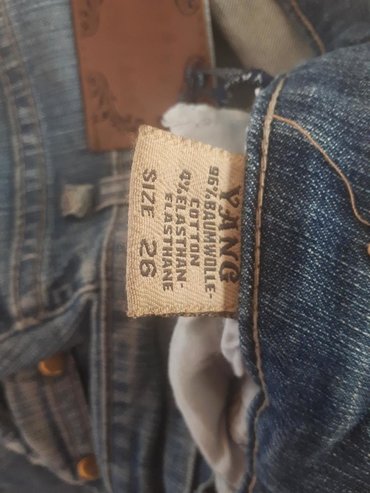 YANG
96%BAUMWOLLE-
COTTON
4%ELASTHAN-
ELASTHANE
SIZE 26